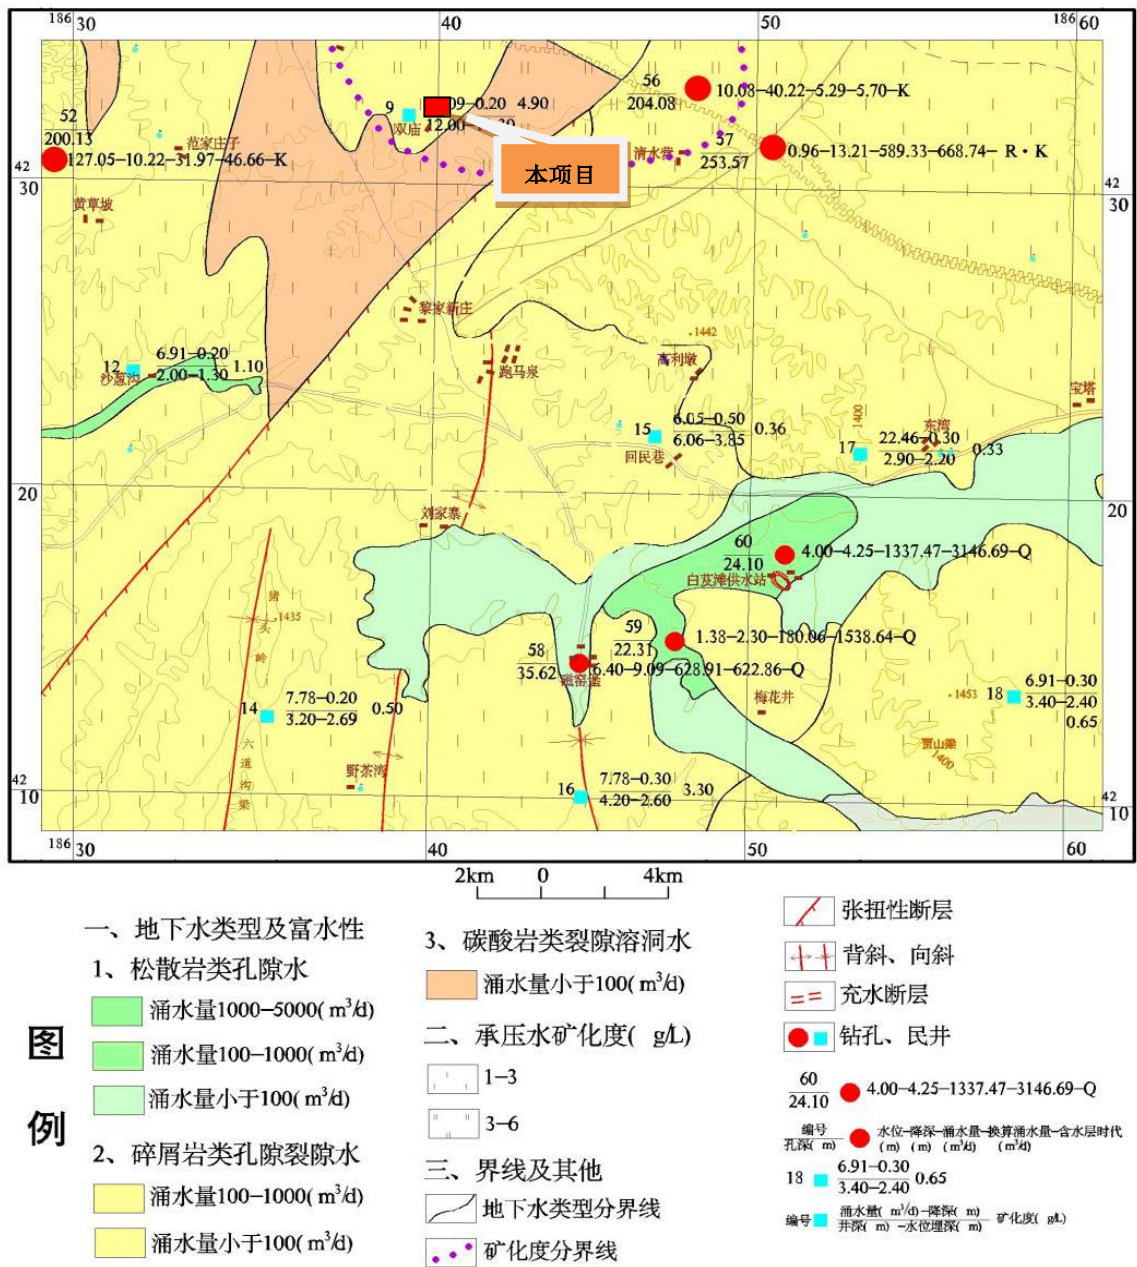 186 30
40
50
186 60
52
200.13
127.05-10.22-31.97-46.66-K
范家庄子
9
双庙
09-0.20 4.90
12.00
56
204.08
10.08-40.22-5.29-5.70-K
57
253.57
0.96-13.21-589.33-668.74- R·K
清水营
本项目
42
30
42
30
黄草坡
黎家新庄
1442
12
沙葱沟
6.91-0.20
2.00-1.30
1.10
跑马泉
高利墩
宝塔
15
6.05-0.50
6.06-3.85
0.36
回民巷
1400
17
22.46-0.30
2.90-2.20
0.33
东湾
20
20
刘家寨
60
24.10
4.00-4.25-1337.47-3146.69-Q
白芨滩供水站
猪头岭
1435
59
22.31
1.38-2.30-180.06-1538.64-Q
58
35.62
6.40-9.09-628.91-622.86-Q
磁窑堡
梅花井
1453
18
6.91-0.30
3.40-2.40
0.65
14
7.78-0.20
3.20-2.69
0.50
六道沟梁
野茶湾
贾山梁
1400
16
7.78-0.30
4.20-2.60
3.30
42
10
42
10
186 30
40
50
60
2km 0 4km
图例
一、地下水类型及富水性
1、松散岩类孔隙水
涌水量1000-5000( m³/d)
涌水量100-1000( m³/d)
涌水量小于100( m³/d)
2、碎屑岩类孔隙裂隙水
涌水量100-1000( m³/d)
涌水量小于100( m³/d)
3、碳酸岩类裂隙溶洞水
涌水量小于100( m³/d)
二、承压水矿化度( g/L)
1-3
3-6
三、界线及其他
地下水类型分界线
矿化度分界线
张扭性断层
背斜、向斜
充水断层
钻孔、民井
60
24.10
4.00-4.25-1337.47-3146.69-Q
编号
孔深( m)
水位-降深-涌水量-换算涌水量-含水层时代
(m) (m) (m³/d) (m³/d)
18
6.91-0.30
3.40-2.40
0.65
编号
涌水量( m³/d)-降深( m)
井深( m) -水位埋深( m)
矿化度( g/L)